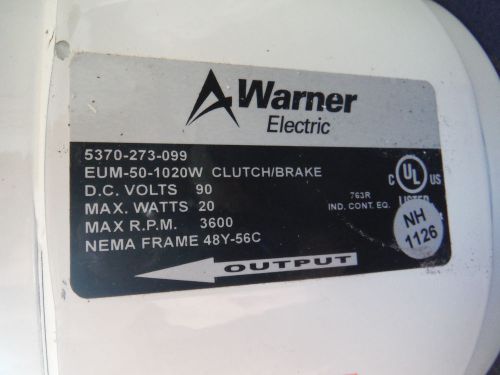 Warner
Electric
5370-273-099
EUM-50-1020W CLUTCH/BRAKE
D.C. VOLTS 90
MAX. WATTS 20
MAX R.P.M. 3600
NEMA FRAME 48Y-56C
763R
IND. CONT. EQ.
C UL US
LISTED
NH
1126
OUTPUT